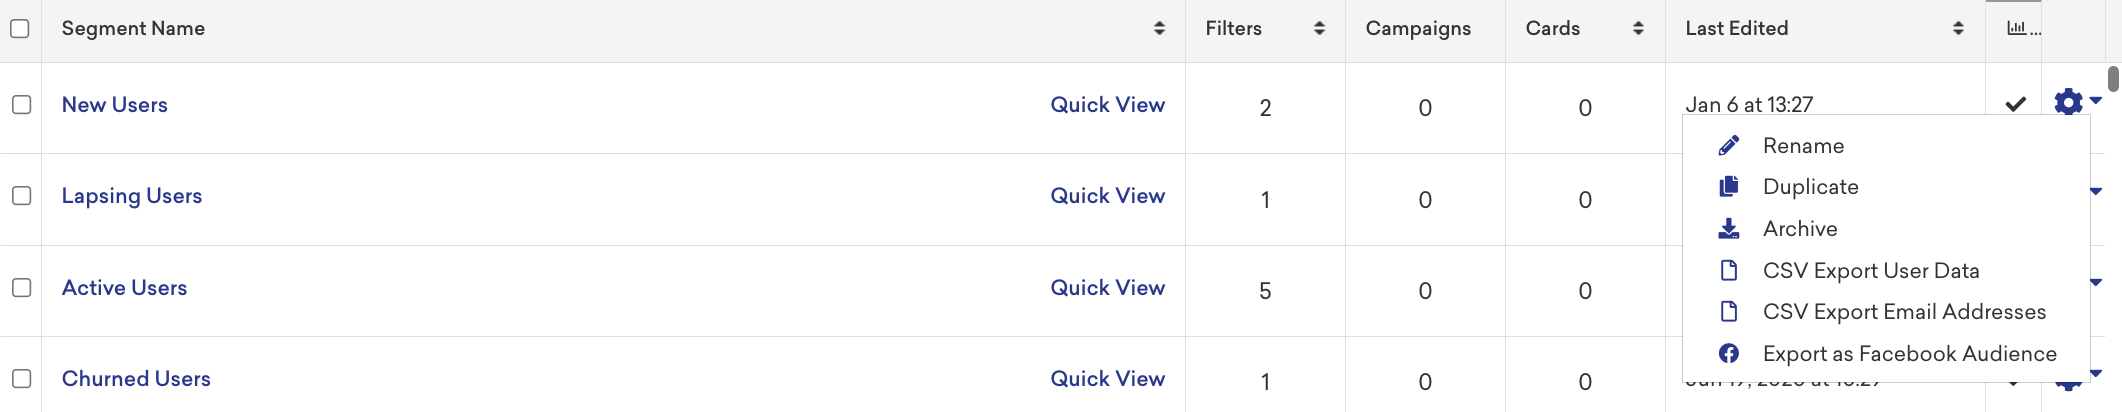 Segment Name Filters Campaigns Cards Last Edited ...
New Users Quick View 2 0 0 Jan 6 at 13:27
Rename
Duplicate
Archive
CSV Export User Data
CSV Export Email Addresses
Export as Facebook Audience
Lapsing Users Quick View 1 0 0
Active Users Quick View 5 0 0
Churned Users Quick View 1 0 0